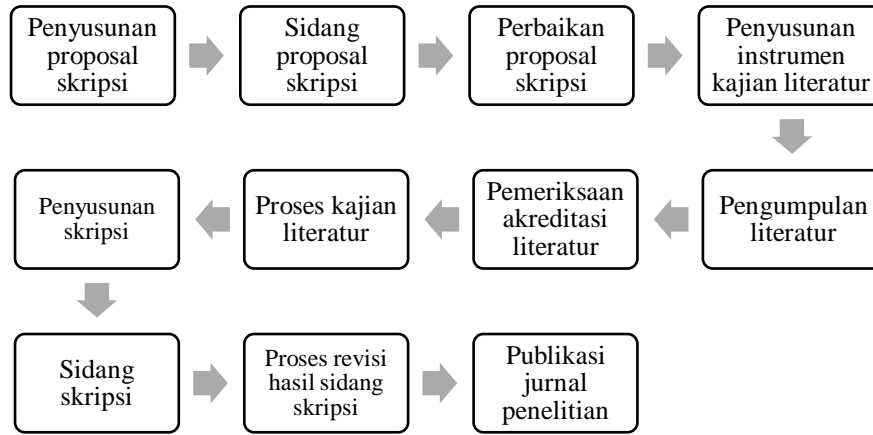 Penyusunan
proposal
skripsi
Sidang
proposal
skripsi
Perbaikan
proposal
skripsi
Penyusunan
instrumen
kajian literatur
Pengumpulan
literatur
Pemeriksaan
akreditasi
literatur
Proses kajian
literatur
Penyusunan
skripsi
Sidang
skripsi
Proses revisi
hasil sidang
skripsi
Publikasi
jurnal
penelitian